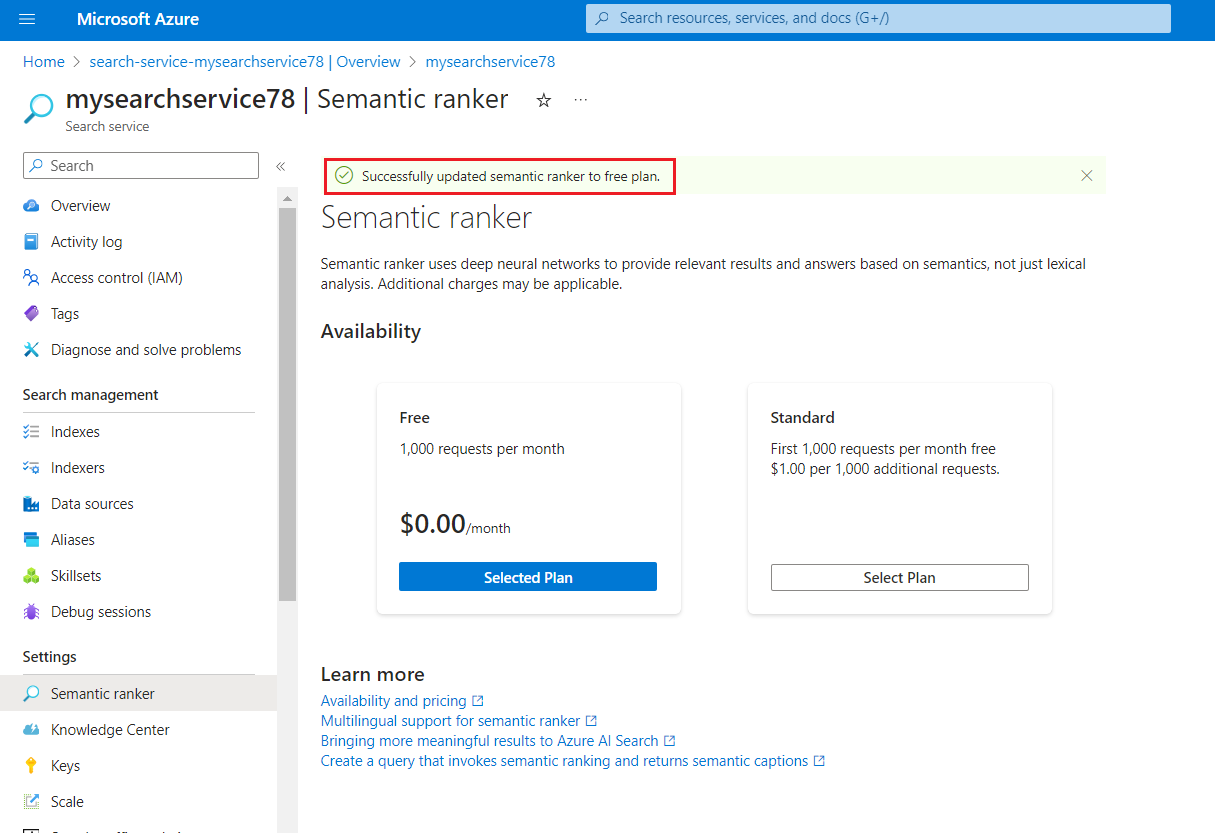 Microsoft Azure
Search resources, services, and docs (G+/)
Home > search-service-mysearchservice78 | Overview > mysearchservice78
mysearchservice78 | Semantic ranker
Search service
Search
Overview
Activity log
Access control (IAM)
Tags
Diagnose and solve problems
Search management
Indexes
Indexers
Data sources
Aliases
Skillsets
Debug sessions
Settings
Semantic ranker
Knowledge Center
Keys
Scale
Successfully updated semantic ranker to free plan.
Semantic ranker
Semantic ranker uses deep neural networks to provide relevant results and answers based on semantics, not just lexical
analysis. Additional charges may be applicable.
Availability
Free
1,000 requests per month
$0.00/month
Selected Plan
Standard
First 1,000 requests per month free
$1.00 per 1,000 additional requests.
Select Plan
Learn more
Availability and pricing
Multilingual support for semantic ranker
Bringing more meaningful results to Azure AI Search
Create a query that invokes semantic ranking and returns semantic captions